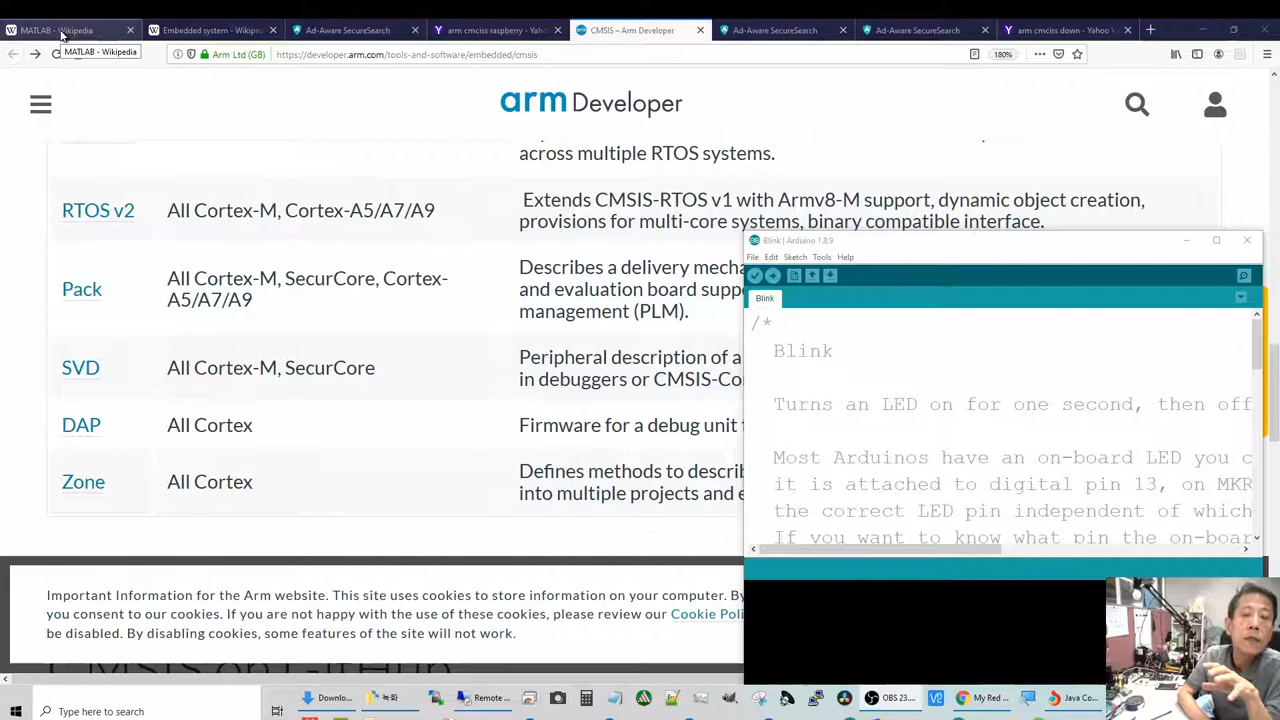 MATLAB - Wikipedia
Embedded system - Wikipe
Ad-Aware SecureSearch
arm cmciss raspberry - Yahoo
CMSIS – Arm Developer
Ad-Aware SecureSearch
Ad-Aware SecureSearch
arm cmciss down - Yahoo V
MATLAB - Wikipedia
Arm Ltd (GB)
https://developer.arm.com/tools-and-software/embedded/cmsis
180%
arm Developer
across multiple RTOS systems.
RTOS v2
All Cortex-M, Cortex-A5/A7/A9
Extends CMSIS-RTOS v1 with Armv8-M support, dynamic object creation,
provisions for multi-core systems, binary compatible interface.
Pack
All Cortex-M, SecurCore, Cortex-
A5/A7/A9
Describes a delivery mecha
and evaluation board suppo
management (PLM).
SVD
All Cortex-M, SecurCore
Peripheral description of a
in debuggers or CMSIS-Co
DAP
All Cortex
Firmware for a debug unit
Zone
All Cortex
Defines methods to describ
into multiple projects and e
Important Information for the Arm website. This site uses cookies to store information on your computer. By
you consent to our cookies. If you are not happy with the use of these cookies, please review our Cookie Poli
be disabled. By disabling cookies, some features of the site will not work.
CMSIS on GitHub
Blink | Arduino 1.8.9
File Edit Sketch Tools Help
Blink
/*
Blink
Turns an LED on for one second, then off
Most Arduinos have an on-board LED you c
it is attached to digital pin 13, on MKR
the correct LED pin independent of which
If you want to know what pin the on-boar
Type here to search
Downlo...
녹화
Remote ...
OBS 23....
My Red ...
Java Co...